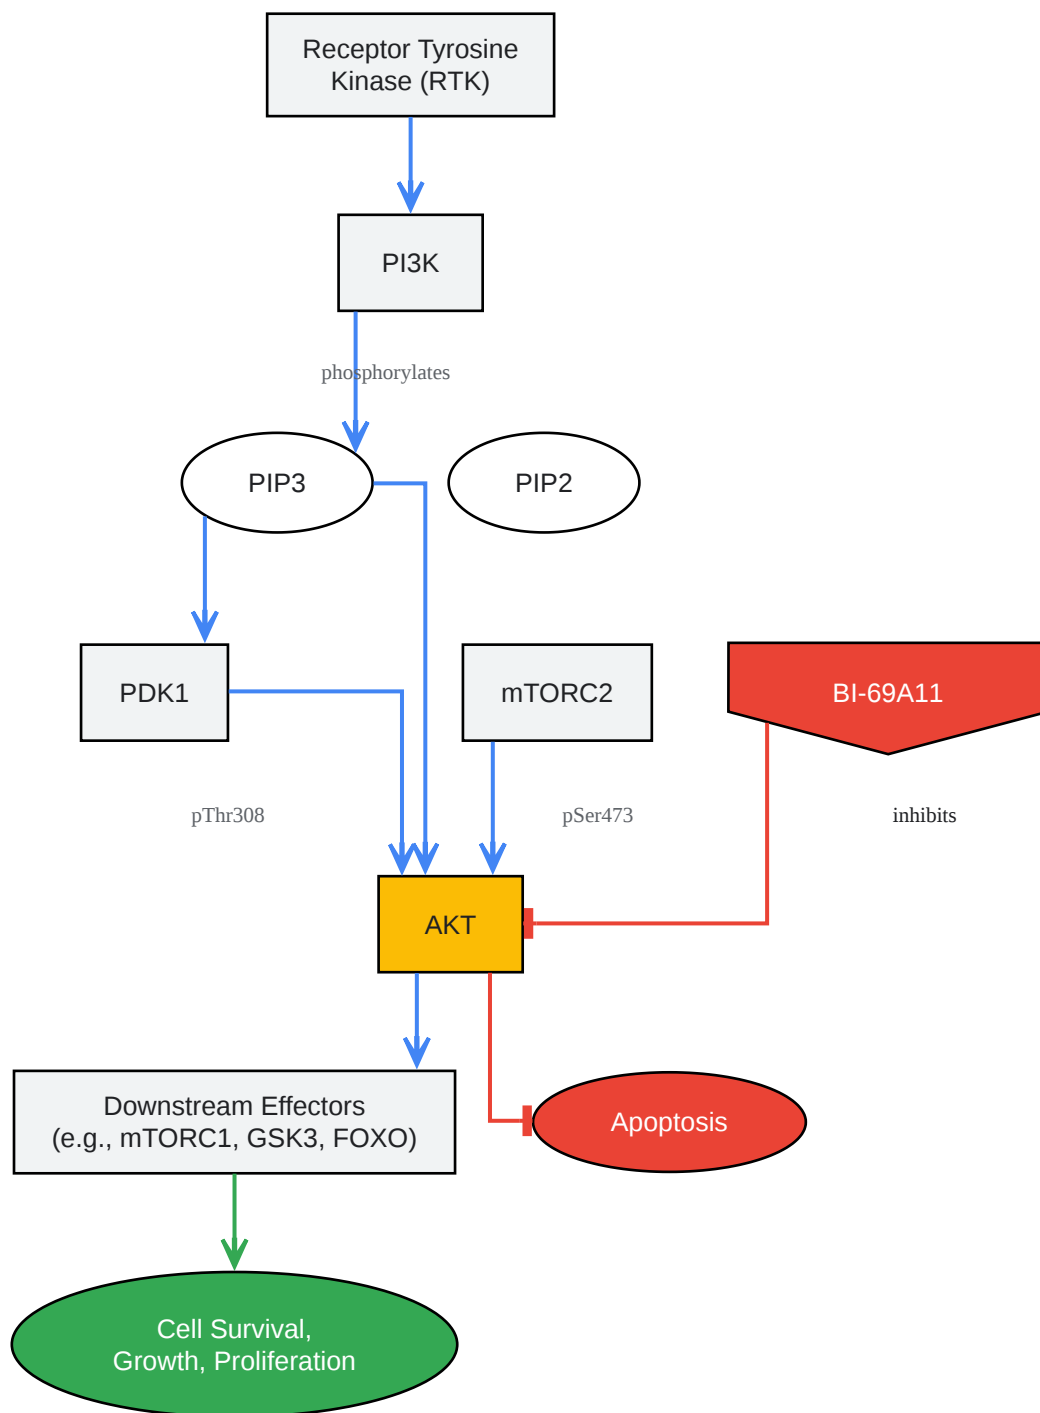 Receptor Tyrosine
Kinase (RTK)
PI3K
phosphorylates
PIP3
PIP2
PDK1
mTORC2
BI-69A11
pThr308
pSer473
inhibits
AKT
Downstream Effectors
(e.g., mTORC1, GSK3, FOXO)
Apoptosis
Cell Survival,
Growth, Proliferation